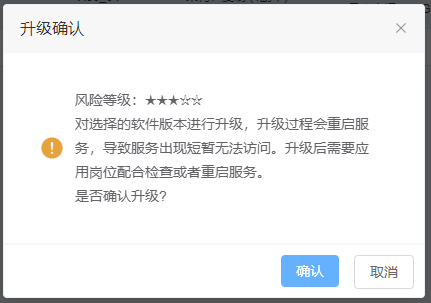 升级确认
风险等级：★★★☆☆
对选择的软件版本进行升级，升级过程会重启服
务，导致服务出现短暂无法访问。升级后需要应
用岗位配合检查或者重启服务。
是否确认升级?
确认
取消